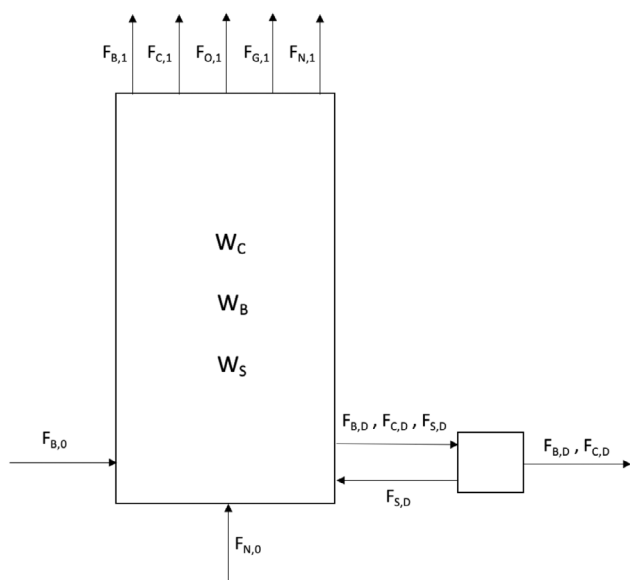 F_B,1 F_C,1 F_O,1 F_G,1 F_N,1
W_C
W_B
W_S
F_B,D , F_C,D , F_S,D
F_B,0
F_B,D , F_C,D
F_S,D
F_N,0